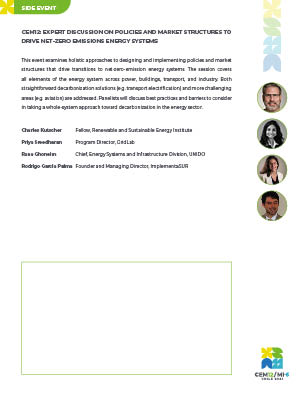 SIDE EVENT
CEM12: EXPERT DISCUSSION ON POLICIES AND MARKET STRUCTURES TO
DRIVE NET-ZERO EMISSIONS ENERGY SYSTEMS
This event examines holistic approaches to designing and implementing policies and market
structures that drive transitions to net-zero-emission energy systems. The session covers
all elements of the energy system across power, buildings, transport, and industry. Both
straightforward decarbonization solutions (e.g. transport electrification) and more challenging
areas (e.g. aviation) are addressed. Panelists will discuss best practices and barriers to consider
in taking a whole-system approach toward decarbonization in the energy sector.
Charles Kutscher Fellow, Renewable and Sustainable Energy Institute
Priya Sreedharan Program Director, GridLab
Rana Ghoneim Chief, Energy Systems and Infrastructure Division, UNIDO
Rodrigo García Palma Founder and Managing Director, ImplementaSUR
CEM12/MI-6
CHILE 2021